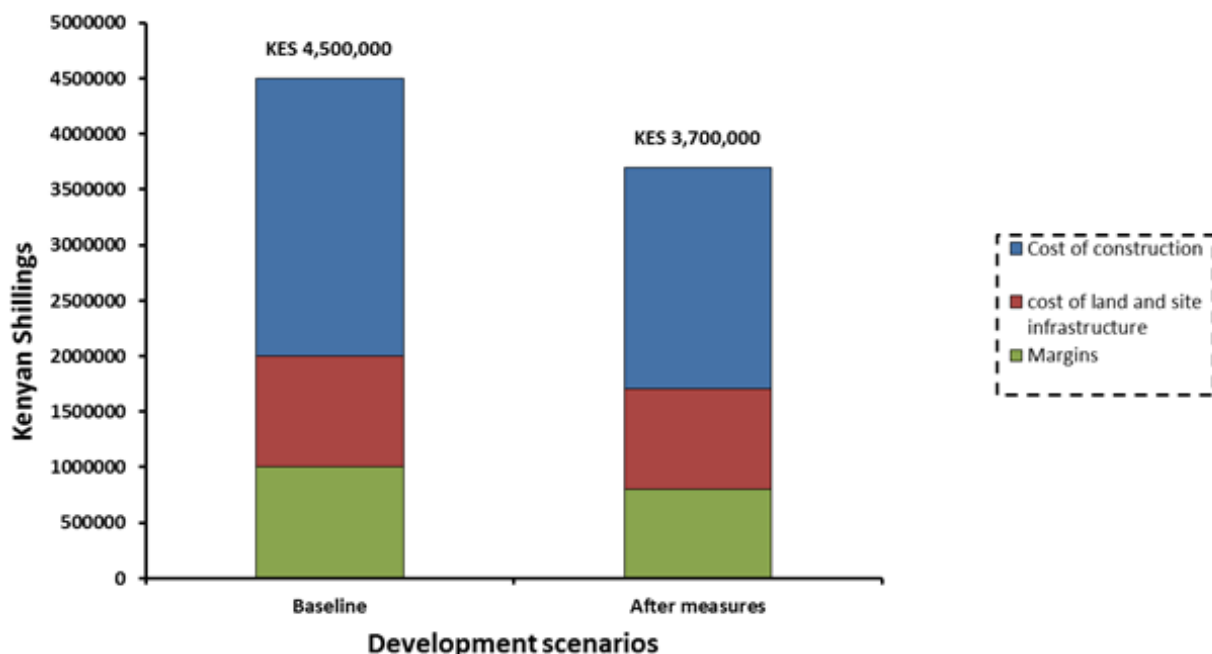 5000000
4500000
4000000
3500000
3000000
2500000
2000000
1500000
1000000
500000
0
Kenyan Shillings
KES 4,500,000
KES 3,700,000
Baseline
After measures
Development scenarios
Cost of construction
cost of land and site
infrastructure
Margins